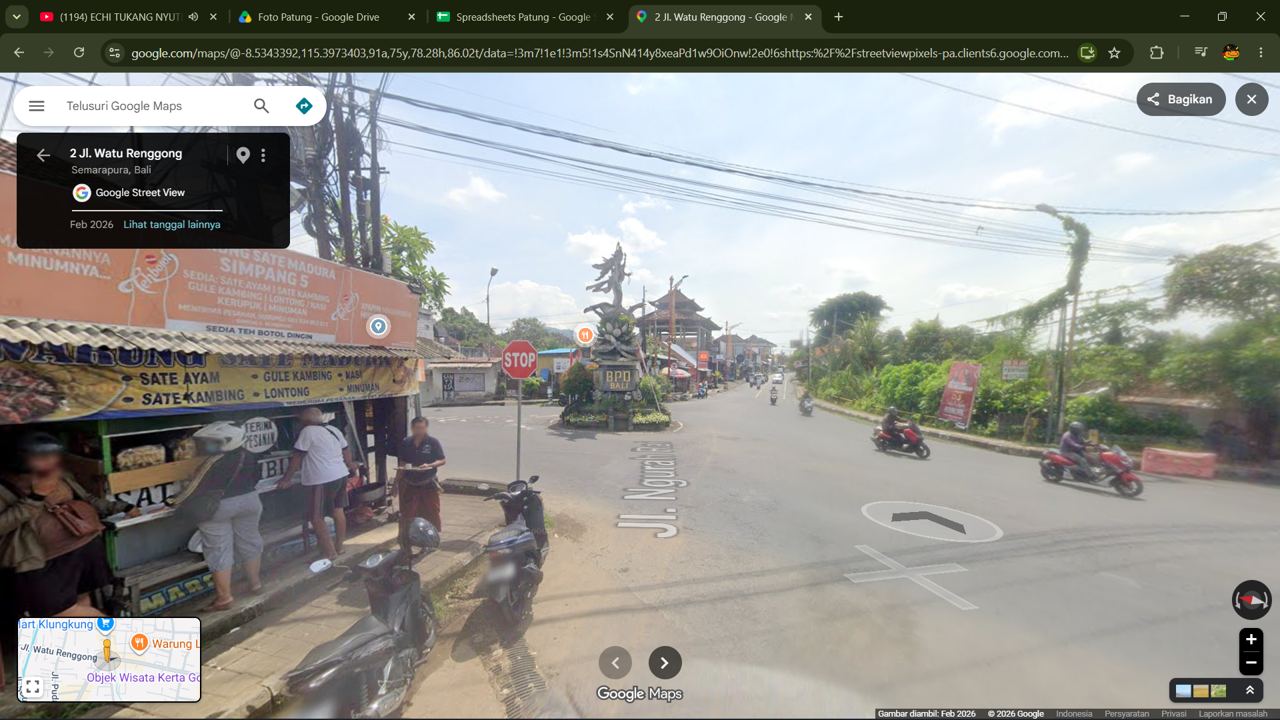 (1194) ECHI TUKANG NYUT
Foto Patung - Google Drive
Spreadsheets Patung - Google S
2 Jl. Watu Renggong - Google M
google.com/maps/@-8.5343392,115.3973403,91a,75y,78.28h,86.02t/data=!3m7!1e1!3m5!1s4SnN414y8xeaPd1w9OiOnw!2e0!6shttps:%2F%2Fstreetviewpixels-pa.clients6.google.com...
Telusuri Google Maps
Bagikan
2 Jl. Watu Renggong
Semarapura, Bali
Google Street View
Feb 2026 Lihat tanggal lainnya
MINUMNYA...
SATE MADURA
SIMPANG 5
SEDIA: SATE AYAM | SATE KAMBING
GULE KAMBING | LONTONG / NASI
KERUPUK | MINUMAN
SEDIA TEH BOTOL DINGIN
WARUNG SATE
SATE AYAM
SATE KAMBING
GULE KAMBING
LONTONG
NASI
MINUMAN
TERIMA
PESANAN
STOP
BPD
BALI
Jl. Ngurah Rai
Klungkung
Jl. Watu Renggong
Warung L
Objek Wisata Kerta Go
Google Maps
Gambar diambil: Feb 2026 © 2026 Google Indonesia Persyaratan Privasi Laporkan masalah